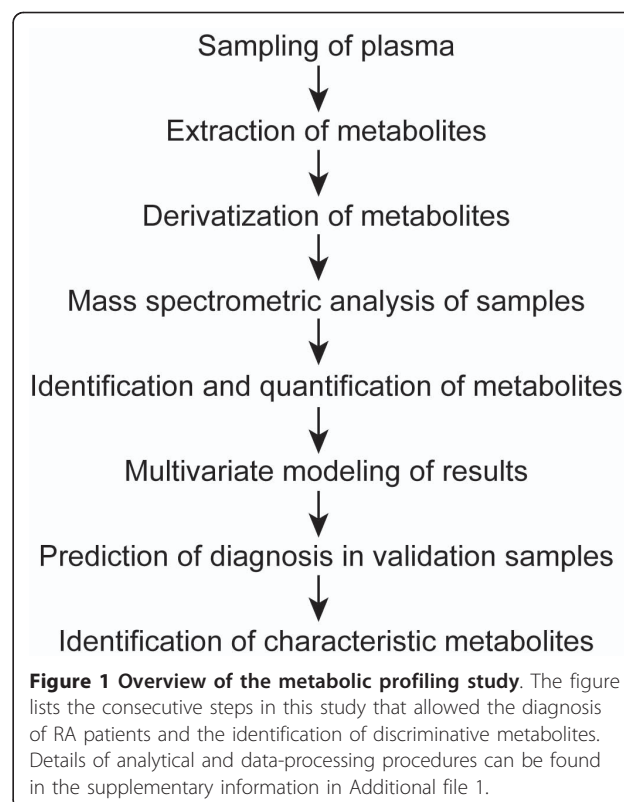 Sampling of plasma
Extraction of metabolites
Derivatization of metabolites
Mass spectrometric analysis of samples
Identification and quantification of metabolites
Multivariate modeling of results
Prediction of diagnosis in validation samples
Identification of characteristic metabolites
Figure 1 Overview of the metabolic profiling study. The figure
lists the consecutive steps in this study that allowed the diagnosis
of RA patients and the identification of discriminative metabolites.
Details of analytical and data-processing procedures can be found
in the supplementary information in Additional file 1.